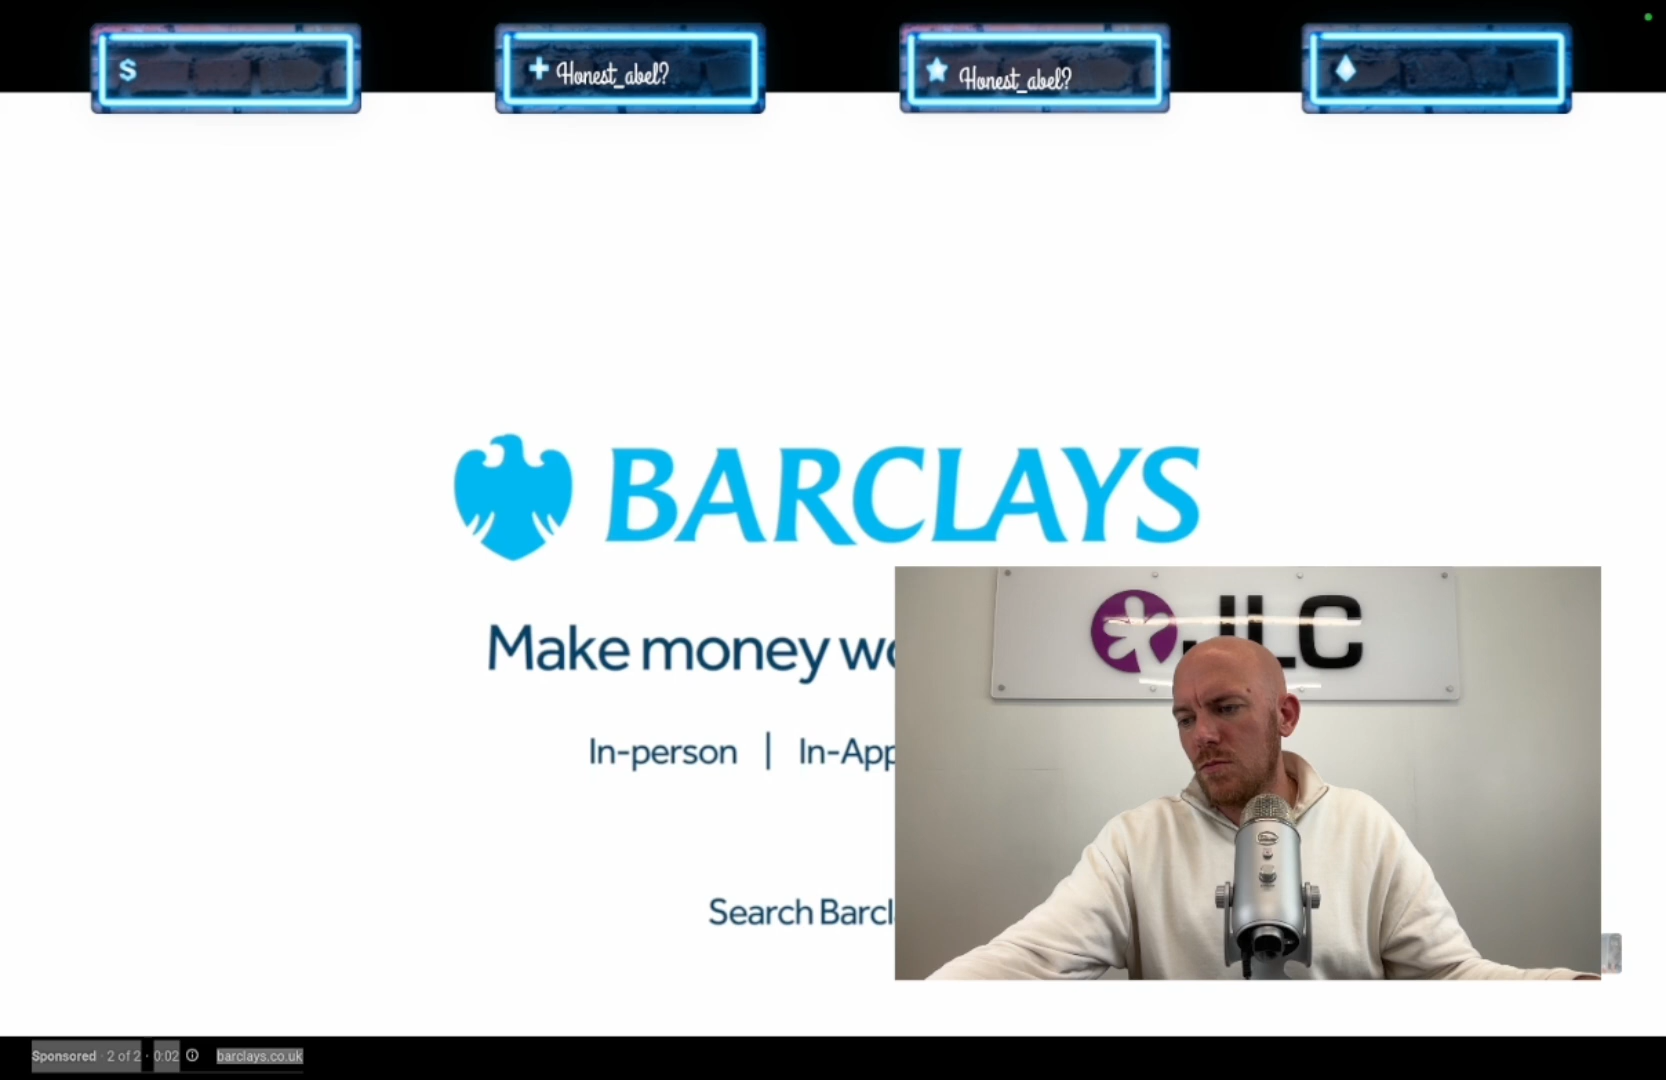 $
Honest_abel?
Honest_abel?
BARCLAYS
Make money
In-person | In-App
Search Barcl
JLC
Sponsored · 2 of 2 · 0:02
barclays.co.uk